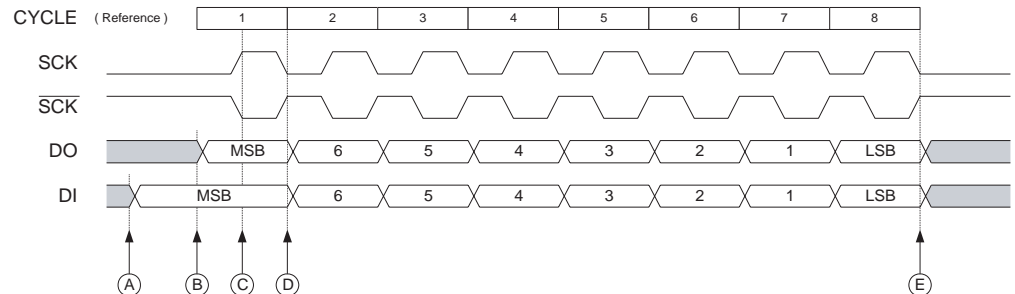 CYCLE ( Reference ) 1 2 3 4 5 6 7 8
SCK
SCK
DO MSB 6 5 4 3 2 1 LSB
DI MSB 6 5 4 3 2 1 LSB
A B C D E